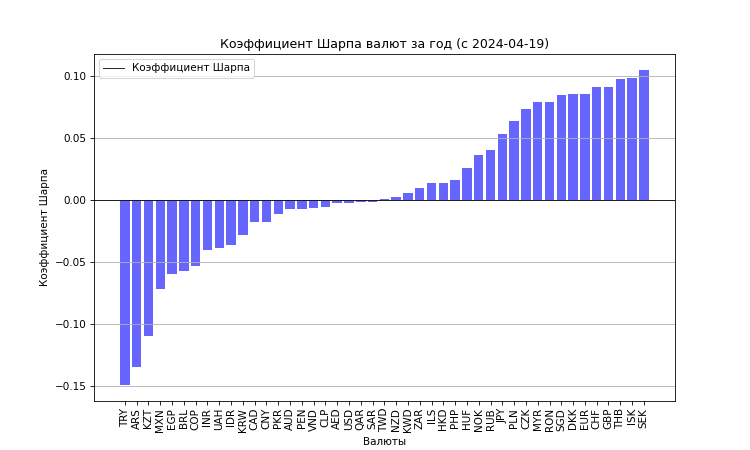 Коэффициент Шарпа валют за год (с 2024-04-19)
Коэффициент Шарпа
Коэффициент Шарпа
0.10
0.05
0.00
−0.05
−0.10
−0.15
TRY ARS KZT MXN EGP BRL COP INR UAH IDR KRW CAD CNY PKR AUD PEN VND CLP AED USD QAR SAR TWD NZD KWD ZAR ILS HKD PHP HUF NOK RUB JPY PLN CZK MYR RON SGD DKK EUR CHF GBP THB ISK SEK
Валюты